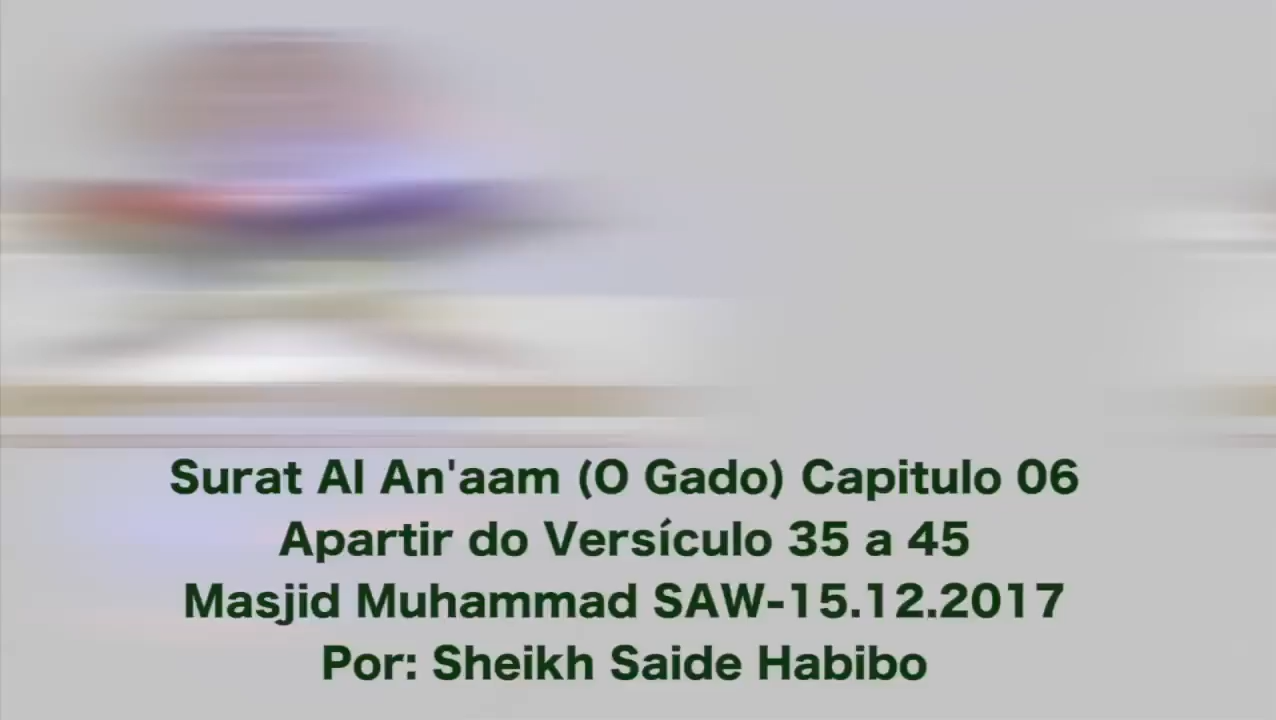 Surat Al An'aam (O Gado) Capitulo 06
Apartir do Versículo 35 a 45
Masjid Muhammad SAW-15.12.2017
Por: Sheikh Saide Habibo